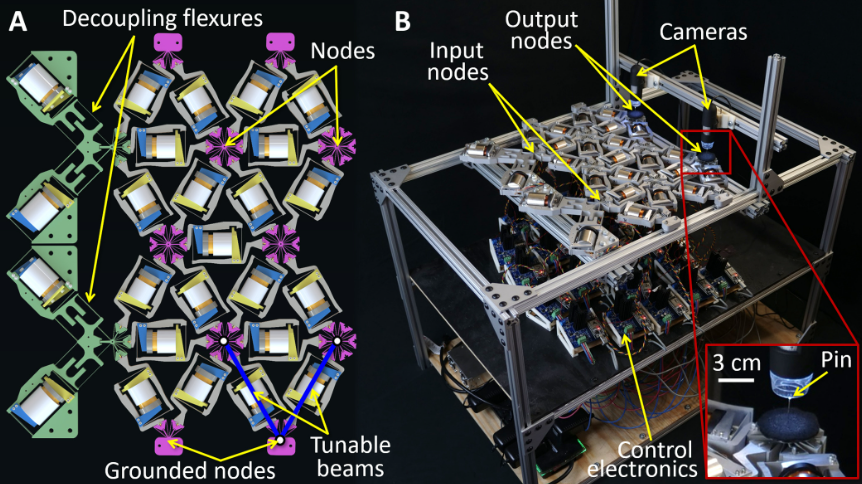 A
Decoupling flexures
Nodes
Grounded nodes
Tunable
beams
B
Output
nodes
Input
nodes
Cameras
Control
electronics
3 cm
Pin